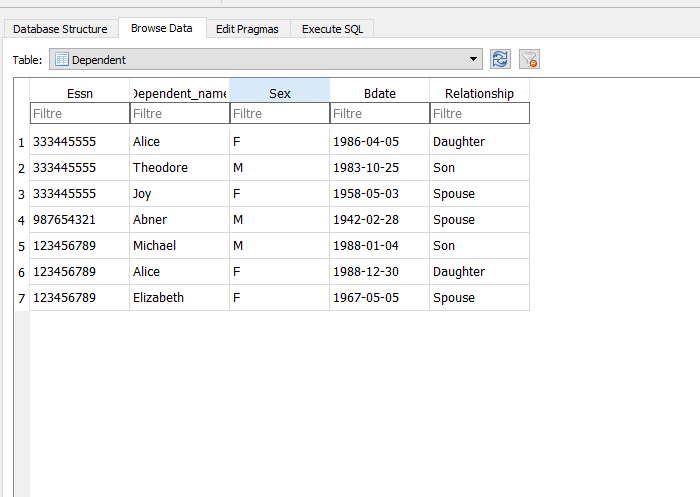 Database Structure Browse Data Edit Pragmas Execute SQL
Table: Dependent
Essn Dependent_name Sex Bdate Relationship
Filtre Filtre Filtre Filtre Filtre
1 333445555 Alice F 1986-04-05 Daughter
2 333445555 Theodore M 1983-10-25 Son
3 333445555 Joy F 1958-05-03 Spouse
4 987654321 Abner M 1942-02-28 Spouse
5 123456789 Michael M 1988-01-04 Son
6 123456789 Alice F 1988-12-30 Daughter
7 123456789 Elizabeth F 1967-05-05 Spouse